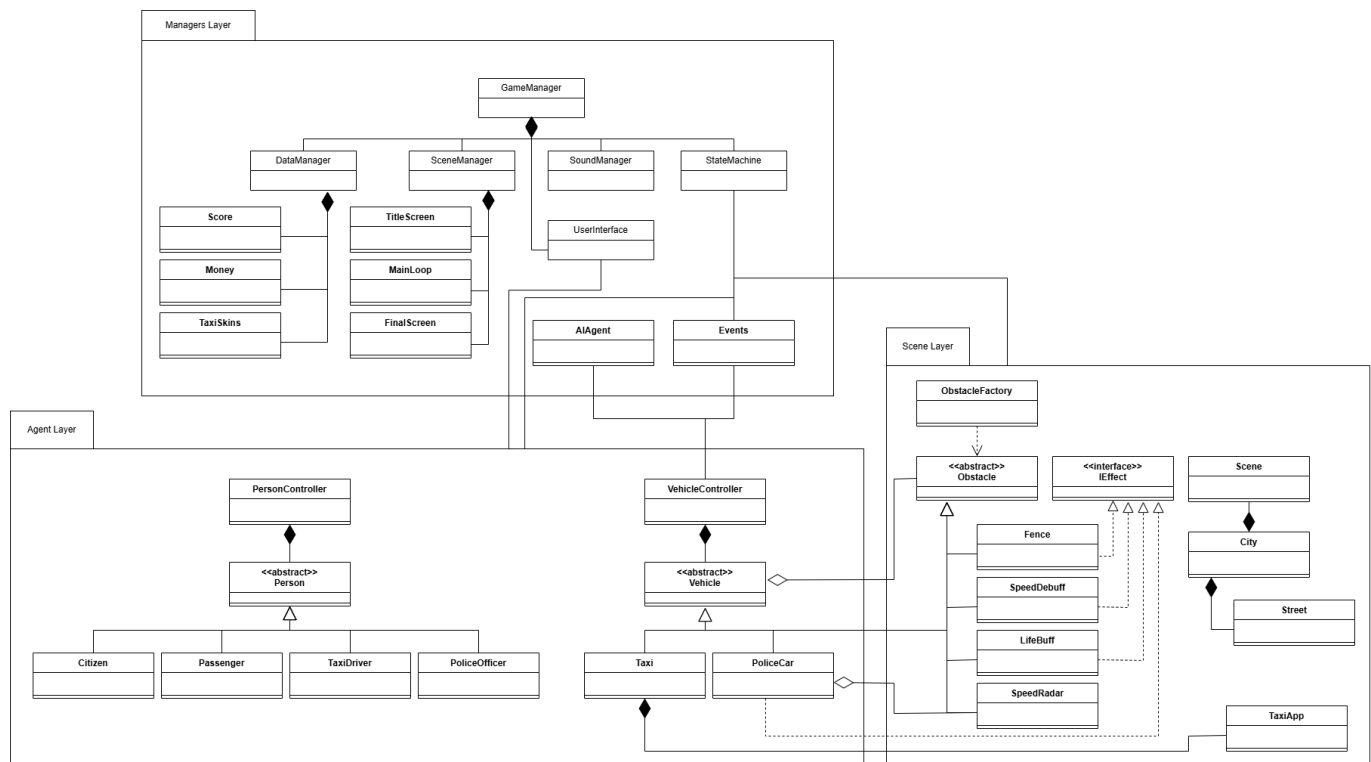 Managers Layer
GameManager
DataManager
SceneManager
SoundManager
StateMachine
Score
TitleScreen
UserInterface
Money
MainLoop
TaxiSkins
FinalScreen
AIAgent
Events
Scene Layer
ObstacleFactory
Agent Layer
<<abstract>>
Obstacle
<<interface>>
IEffect
Scene
PersonController
VehicleController
Fence
City
<<abstract>>
Person
<<abstract>>
Vehicle
SpeedDebuff
Street
LifeBuff
Citizen
Passenger
TaxiDriver
PoliceOfficer
Taxi
PoliceCar
SpeedRadar
TaxiApp